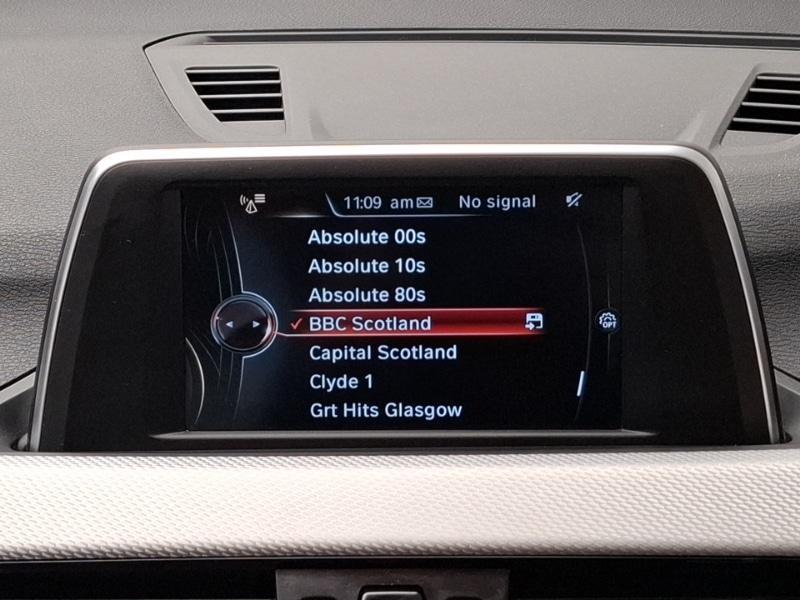 11:09 am No signal
Absolute 00s
Absolute 10s
Absolute 80s
BBC Scotland
OPT
Capital Scotland
Clyde 1
Grt Hits Glasgow